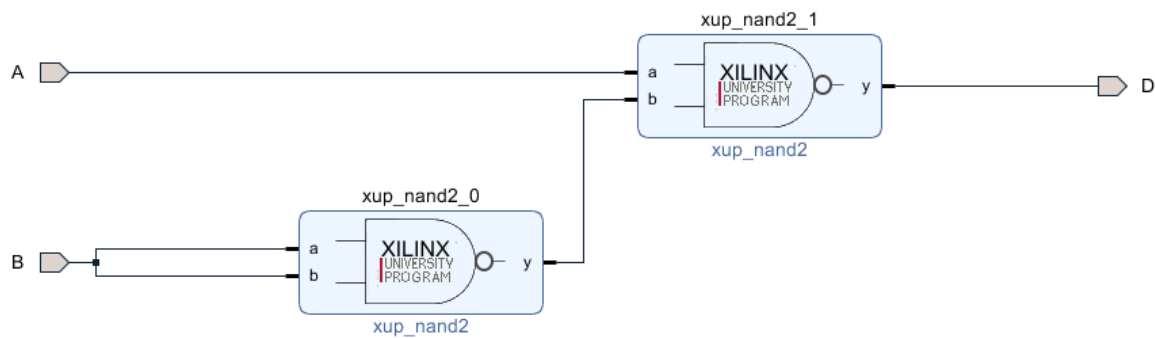 xup_nand2_1
A
a
XILINX
UNIVERSITY
PROGRAM
b
y
D
xup_nand2
xup_nand2_0
B
a
XILINX
UNIVERSITY
PROGRAM
b
y
xup_nand2